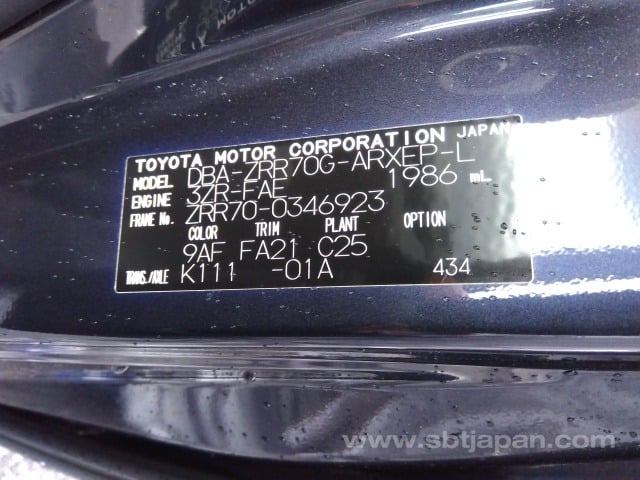 TOYOTA MOTOR CORPORATION JAPAN
MODEL DBA-ZRR70G-ARXEP-L
ENGINE 3ZR-FAE 1986 mL
FRAME No. ZRR70-0346923
COLOR TRIM PLANT OPTION
9AF FA21 C25
TRANS./AXLE K111 -01A 434
www.sbtjapan.com